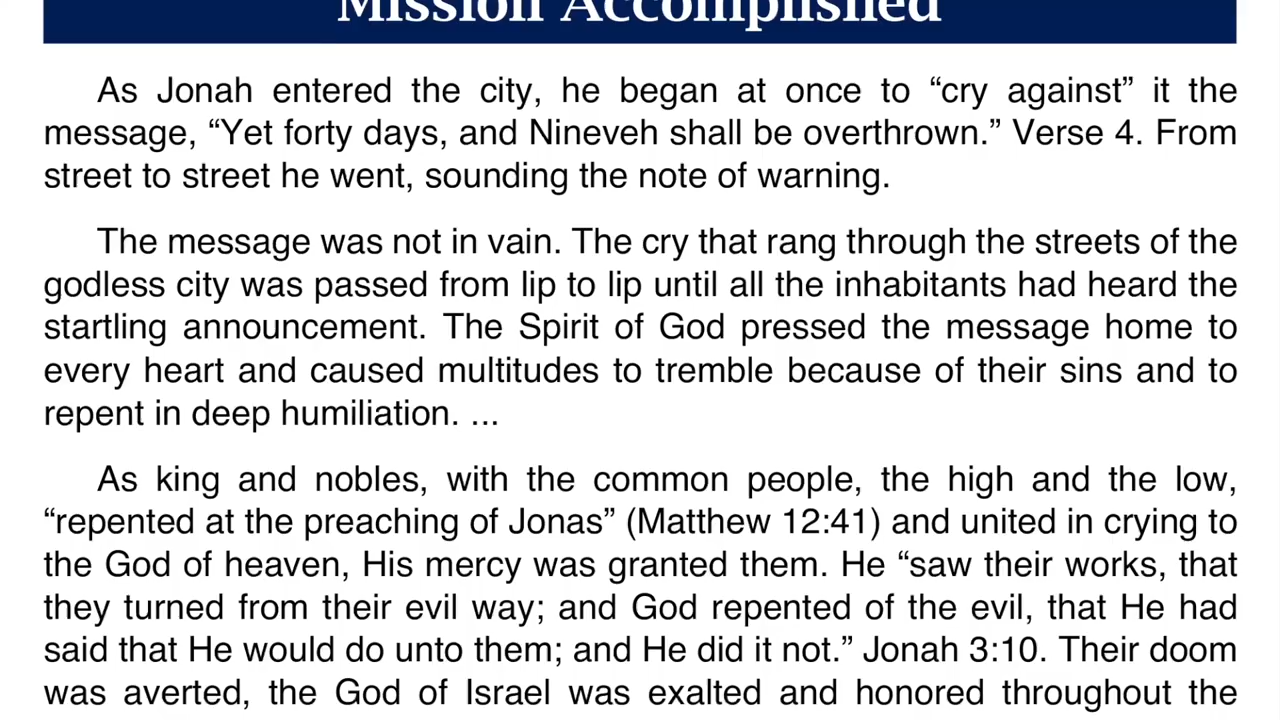 Mission Accomplished
As Jonah entered the city, he began at once to “cry against” it the
message, “Yet forty days, and Nineveh shall be overthrown.” Verse 4. From
street to street he went, sounding the note of warning.
The message was not in vain. The cry that rang through the streets of the
godless city was passed from lip to lip until all the inhabitants had heard the
startling announcement. The Spirit of God pressed the message home to
every heart and caused multitudes to tremble because of their sins and to
repent in deep humiliation. ...
As king and nobles, with the common people, the high and the low,
“repented at the preaching of Jonas” (Matthew 12:41) and united in crying to
the God of heaven, His mercy was granted them. He “saw their works, that
they turned from their evil way; and God repented of the evil, that He had
said that He would do unto them; and He did it not.” Jonah 3:10. Their doom
was averted, the God of Israel was exalted and honored throughout the